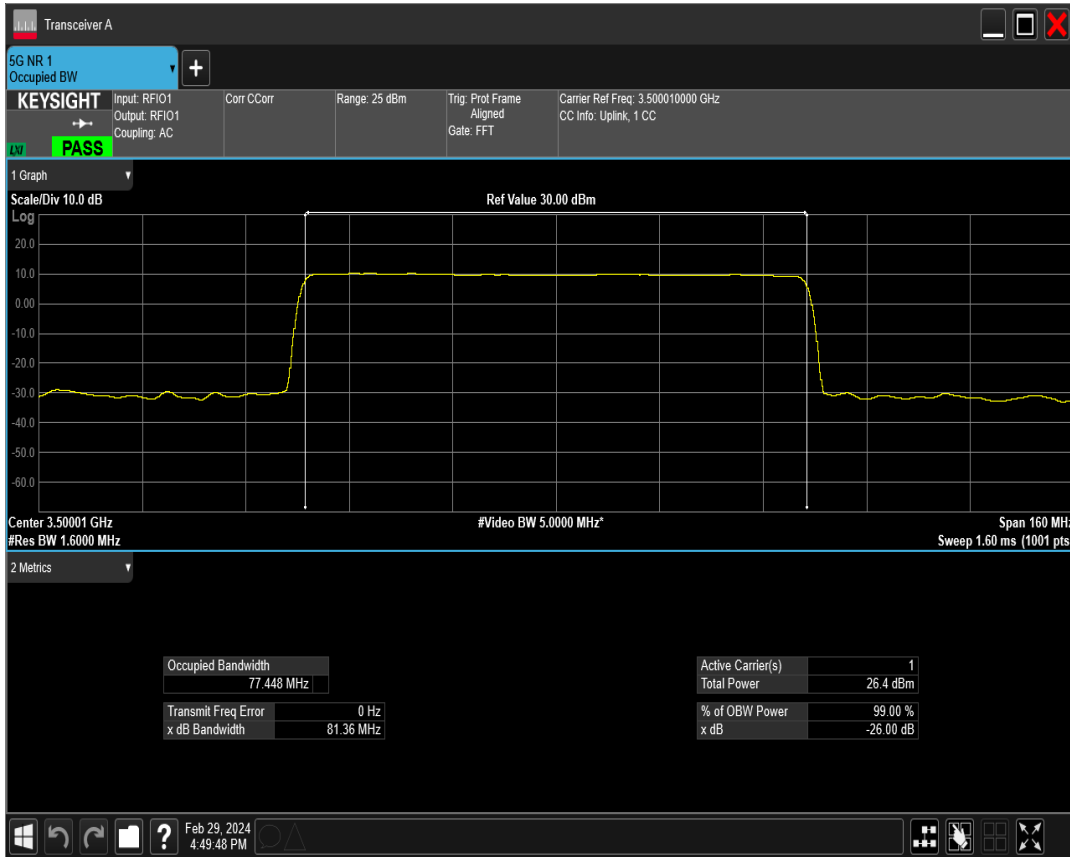 Transceiver A
5G NR 1
Occupied BW
KEYSIGHT
LXI
PASS
Input: RFIO1
Output: RFIO1
Coupling: AC
Corr CCorr
Range: 25 dBm
Trig: Prot Frame
Aligned
Gate: FFT
Carrier Ref Freq: 3.500010000 GHz
CC Info: Uplink, 1 CC
1 Graph
Scale/Div 10.0 dB
Ref Value 30.00 dBm
Log
20.0
10.0
0.00
-10.0
-20.0
-30.0
-40.0
-50.0
-60.0
Center 3.50001 GHz
#Video BW 5.0000 MHz*
Span 160 MHz
#Res BW 1.6000 MHz
Sweep 1.60 ms (1001 pts
2 Metrics
Occupied Bandwidth
77.448 MHz
Transmit Freq Error 0 Hz
x dB Bandwidth 81.36 MHz
Active Carrier(s) 1
Total Power 26.4 dBm
% of OBW Power 99.00 %
x dB -26.00 dB
?
Feb 29, 2024
4:49:48 PM